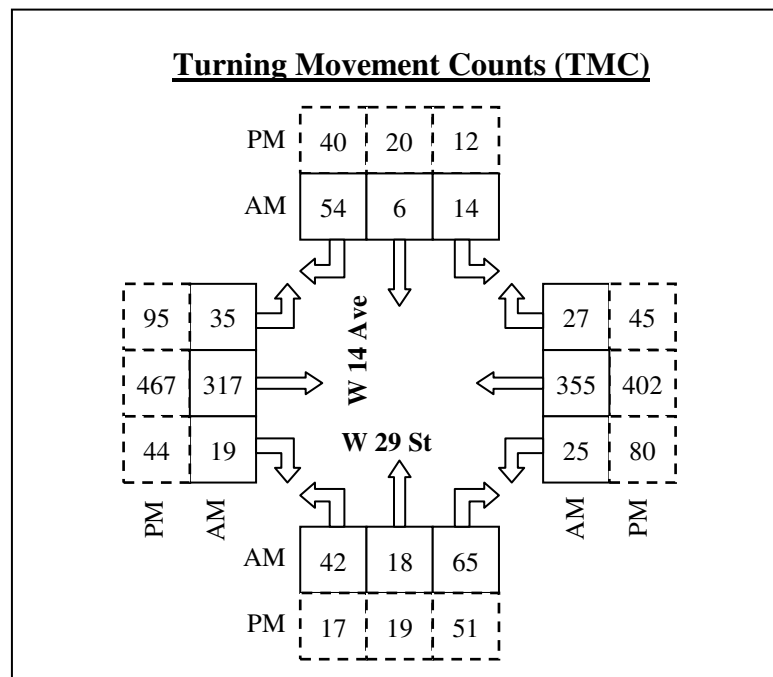 Turning Movement Counts (TMC)
PM 40 20 12
AM 54 6 14
95 35 27 45
467 317 W 14 Ave 355 402
44 19 W 29 St 25 80
PM AM AM PM
AM 42 18 65
PM 17 19 51